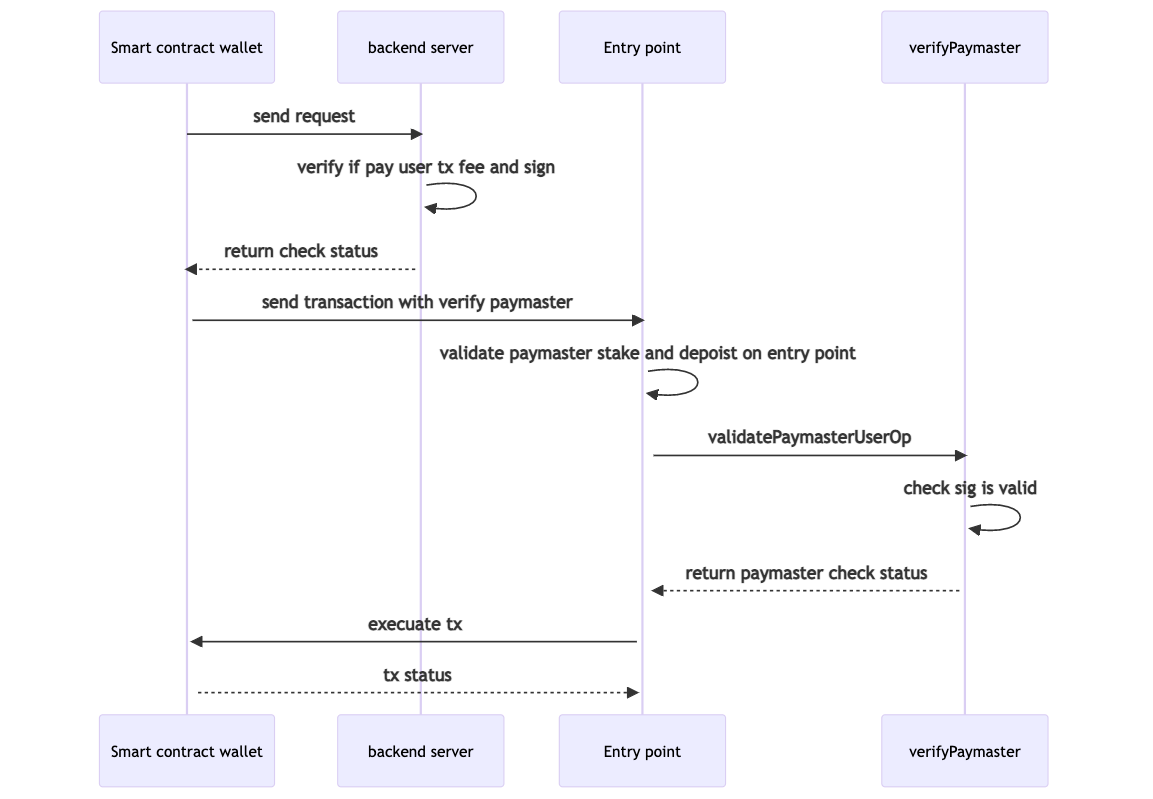 Smart contract wallet
backend server
Entry point
verifyPaymaster
send request
verify if pay user tx fee and sign
return check status
send transaction with verify paymaster
validate paymaster stake and depoist on entry point
validatePaymasterUserOp
check sig is valid
return paymaster check status
execuate tx
tx status
Smart contract wallet
backend server
Entry point
verifyPaymaster